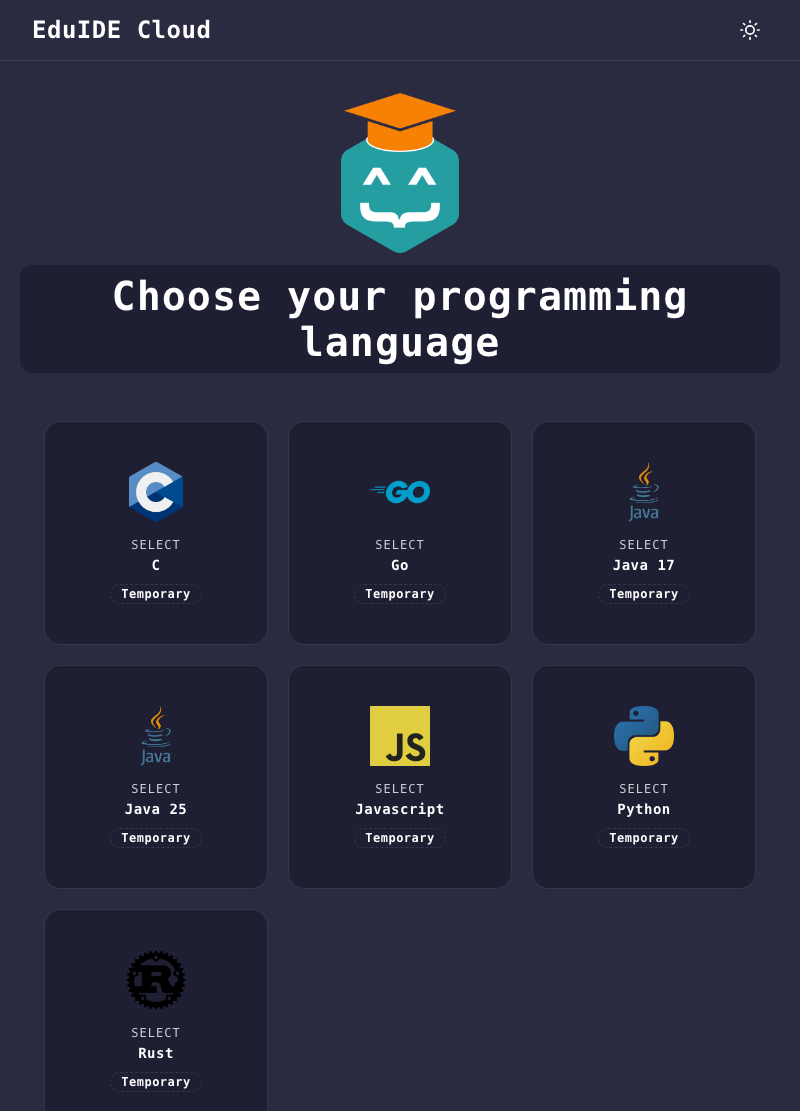 EduIDE Cloud
Choose your programming
language
SELECT
C
Temporary
GO
SELECT
Go
Temporary
Java
SELECT
Java 17
Temporary
Java
SELECT
Java 25
Temporary
JS
SELECT
Javascript
Temporary
SELECT
Python
Temporary
R
SELECT
Rust
Temporary